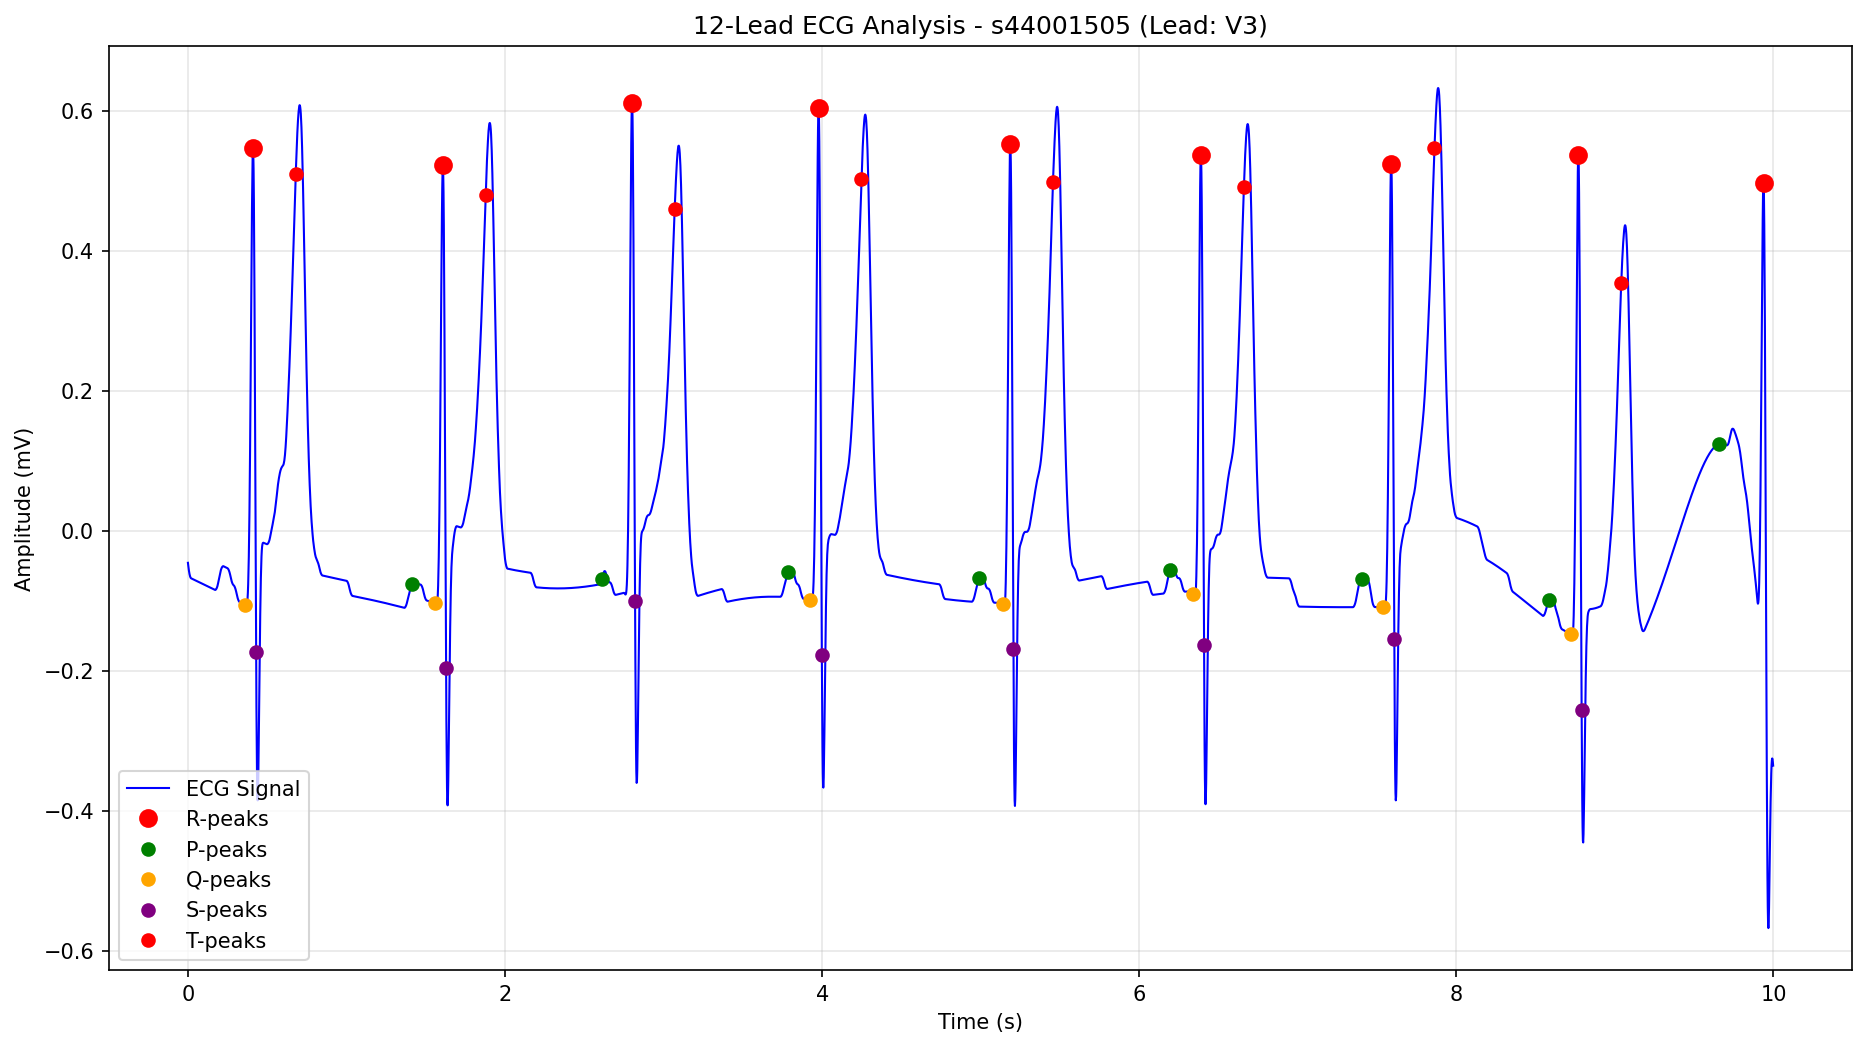 12-Lead ECG Analysis - s44001505 (Lead: V3)
Amplitude (mV)
0.6
0.4
0.2
0.0
−0.2
−0.4
−0.6
ECG Signal
R-peaks
P-peaks
Q-peaks
S-peaks
T-peaks
0 2 4 6 8 10
Time (s)